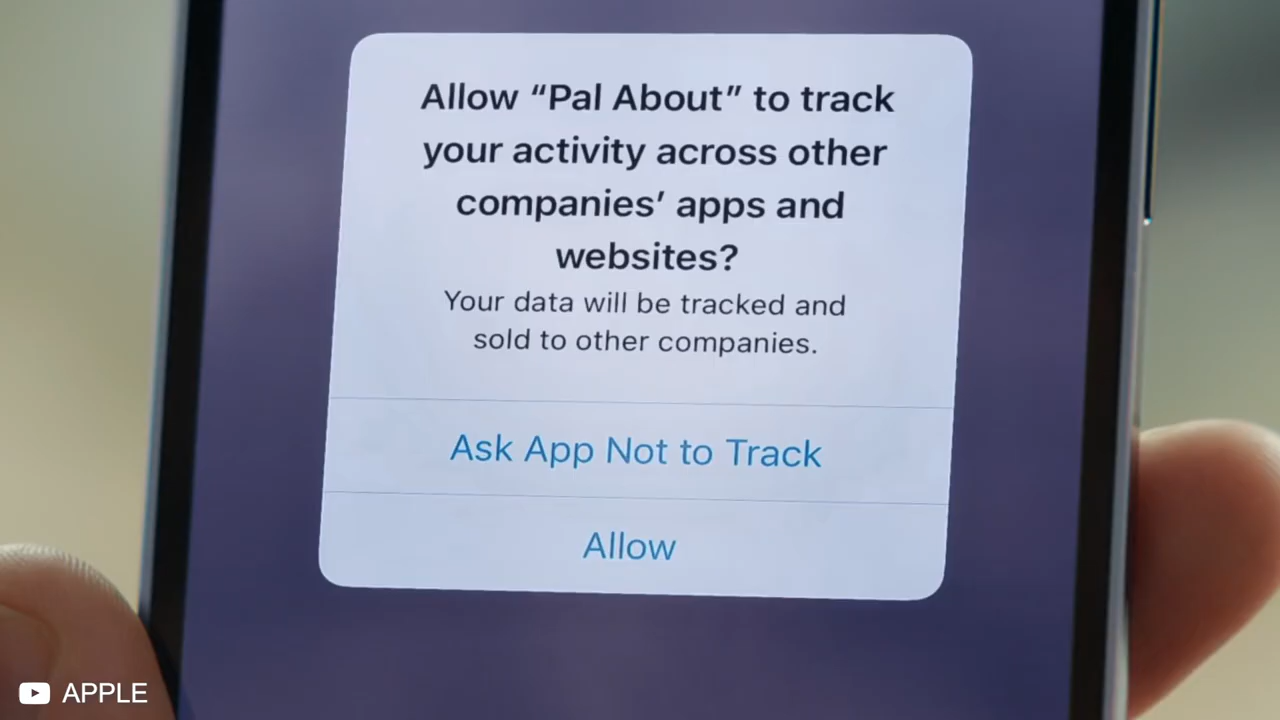 Allow “Pal About” to track
your activity across other
companies’ apps and
websites?
Your data will be tracked and
sold to other companies.
Ask App Not to Track
Allow
APPLE